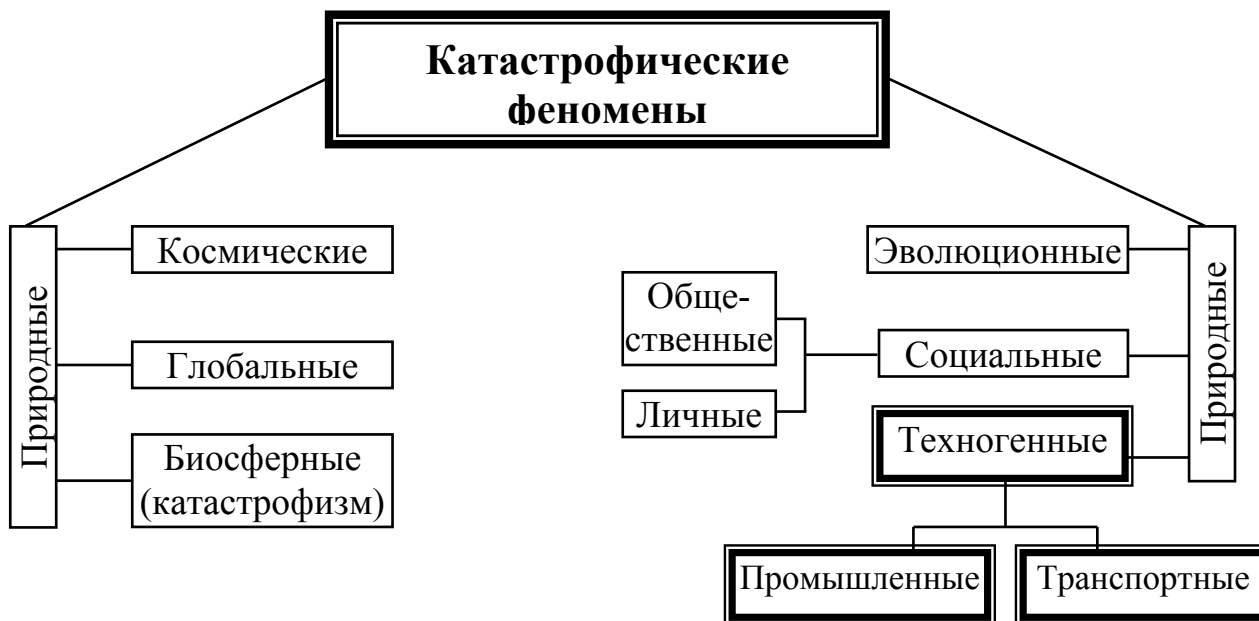 Катастрофические
феномены
Природные
Космические
Глобальные
Биосферные
(катастрофизм)
Природные
Эволюционные
Социальные
Обще-
ственные
Личные
Техногенные
Промышленные
Транспортные